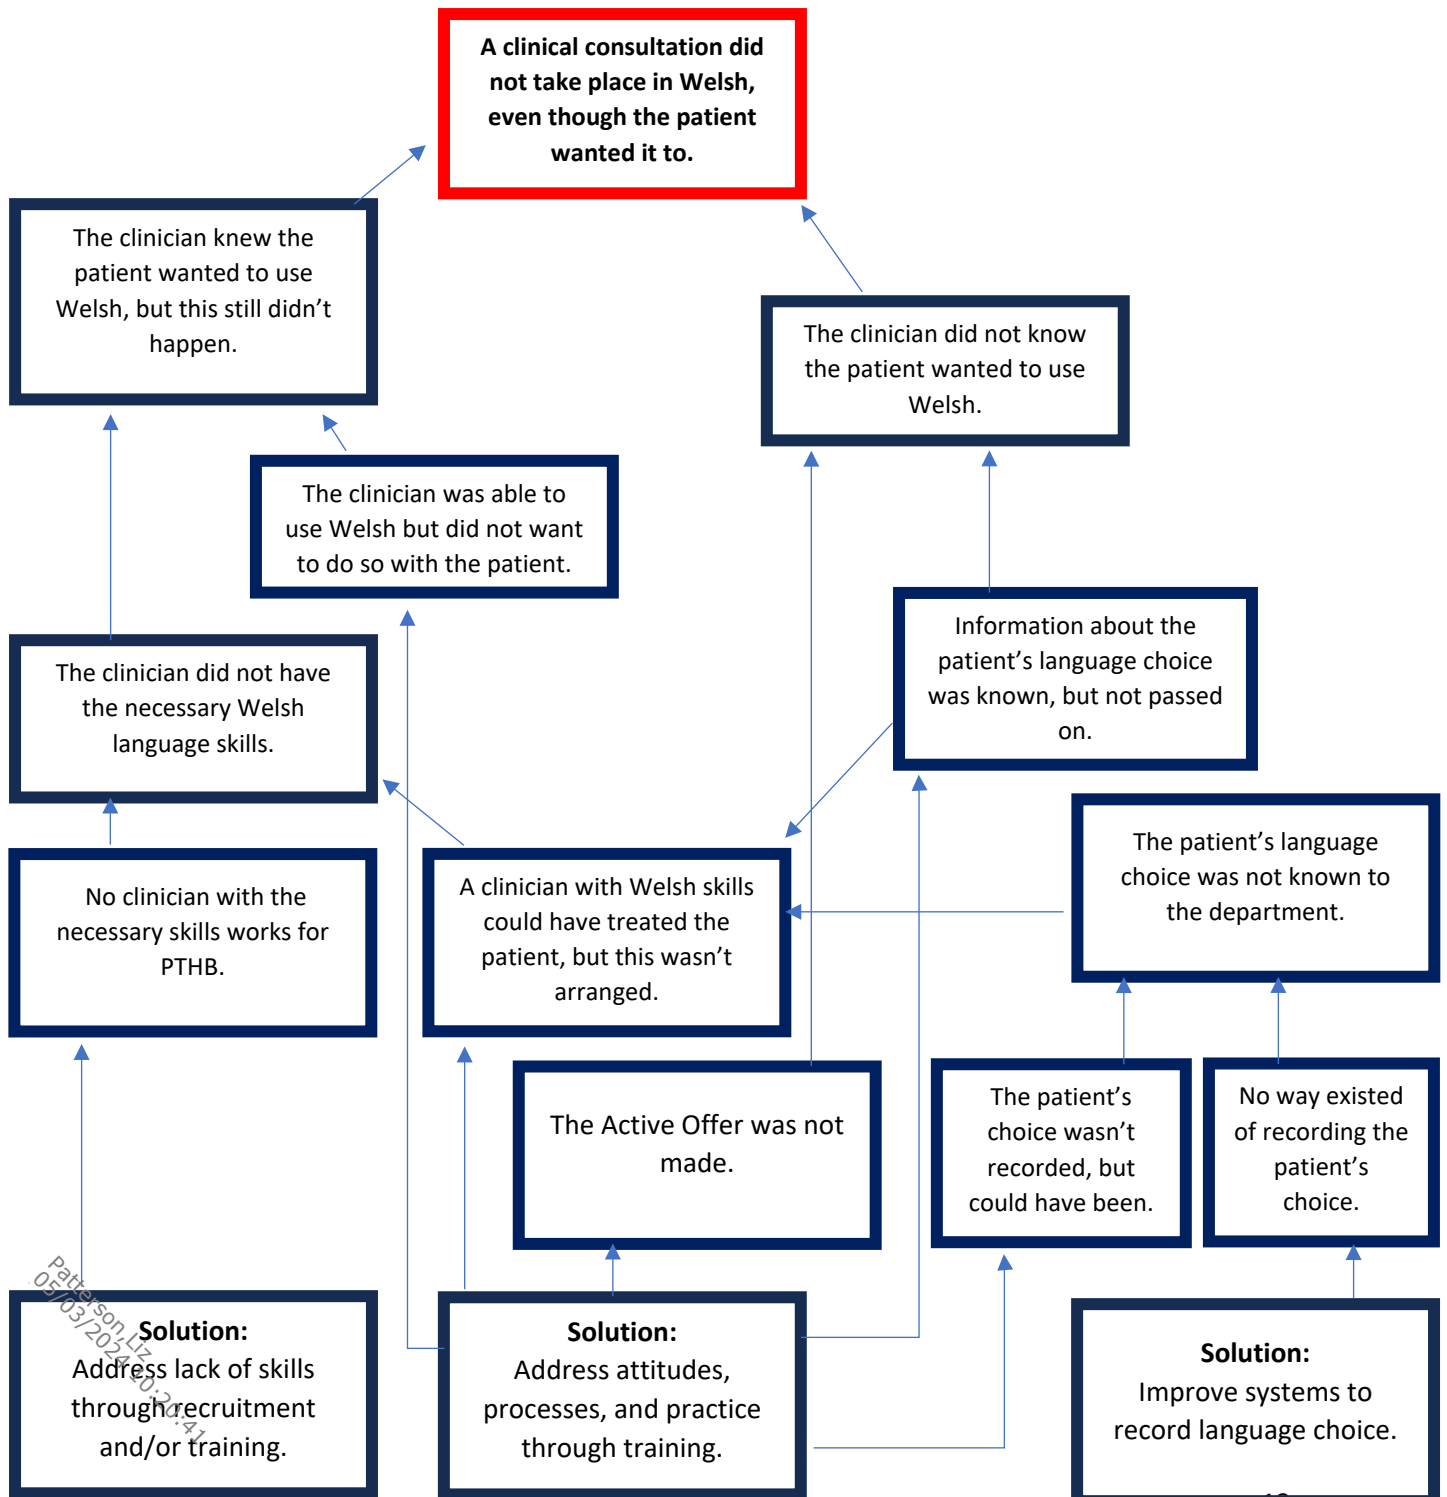 A clinical consultation did
not take place in Welsh,
even though the patient
wanted it to.
The clinician knew the
patient wanted to use
Welsh, but this still didn’t
happen.
The clinician did not know
the patient wanted to use
Welsh.
The clinician was able to
use Welsh but did not want
to do so with the patient.
Information about the
patient’s language choice
was known, but not passed
on.
The clinician did not have
the necessary Welsh
language skills.
The patient’s language
choice was not known to
the department.
No clinician with the
necessary skills works for
PTHB.
A clinician with Welsh skills
could have treated the
patient, but this wasn’t
arranged.
The Active Offer was not
made.
The patient’s
choice wasn’t
recorded, but
could have been.
No way existed
of recording the
patient’s
choice.
Solution:
Address lack of skills
through recruitment
and/or training.
Solution:
Address attitudes,
processes, and practice
through training.
Solution:
Improve systems to
record language choice.
Patterson,Liz
05/03/2024 10:20:41